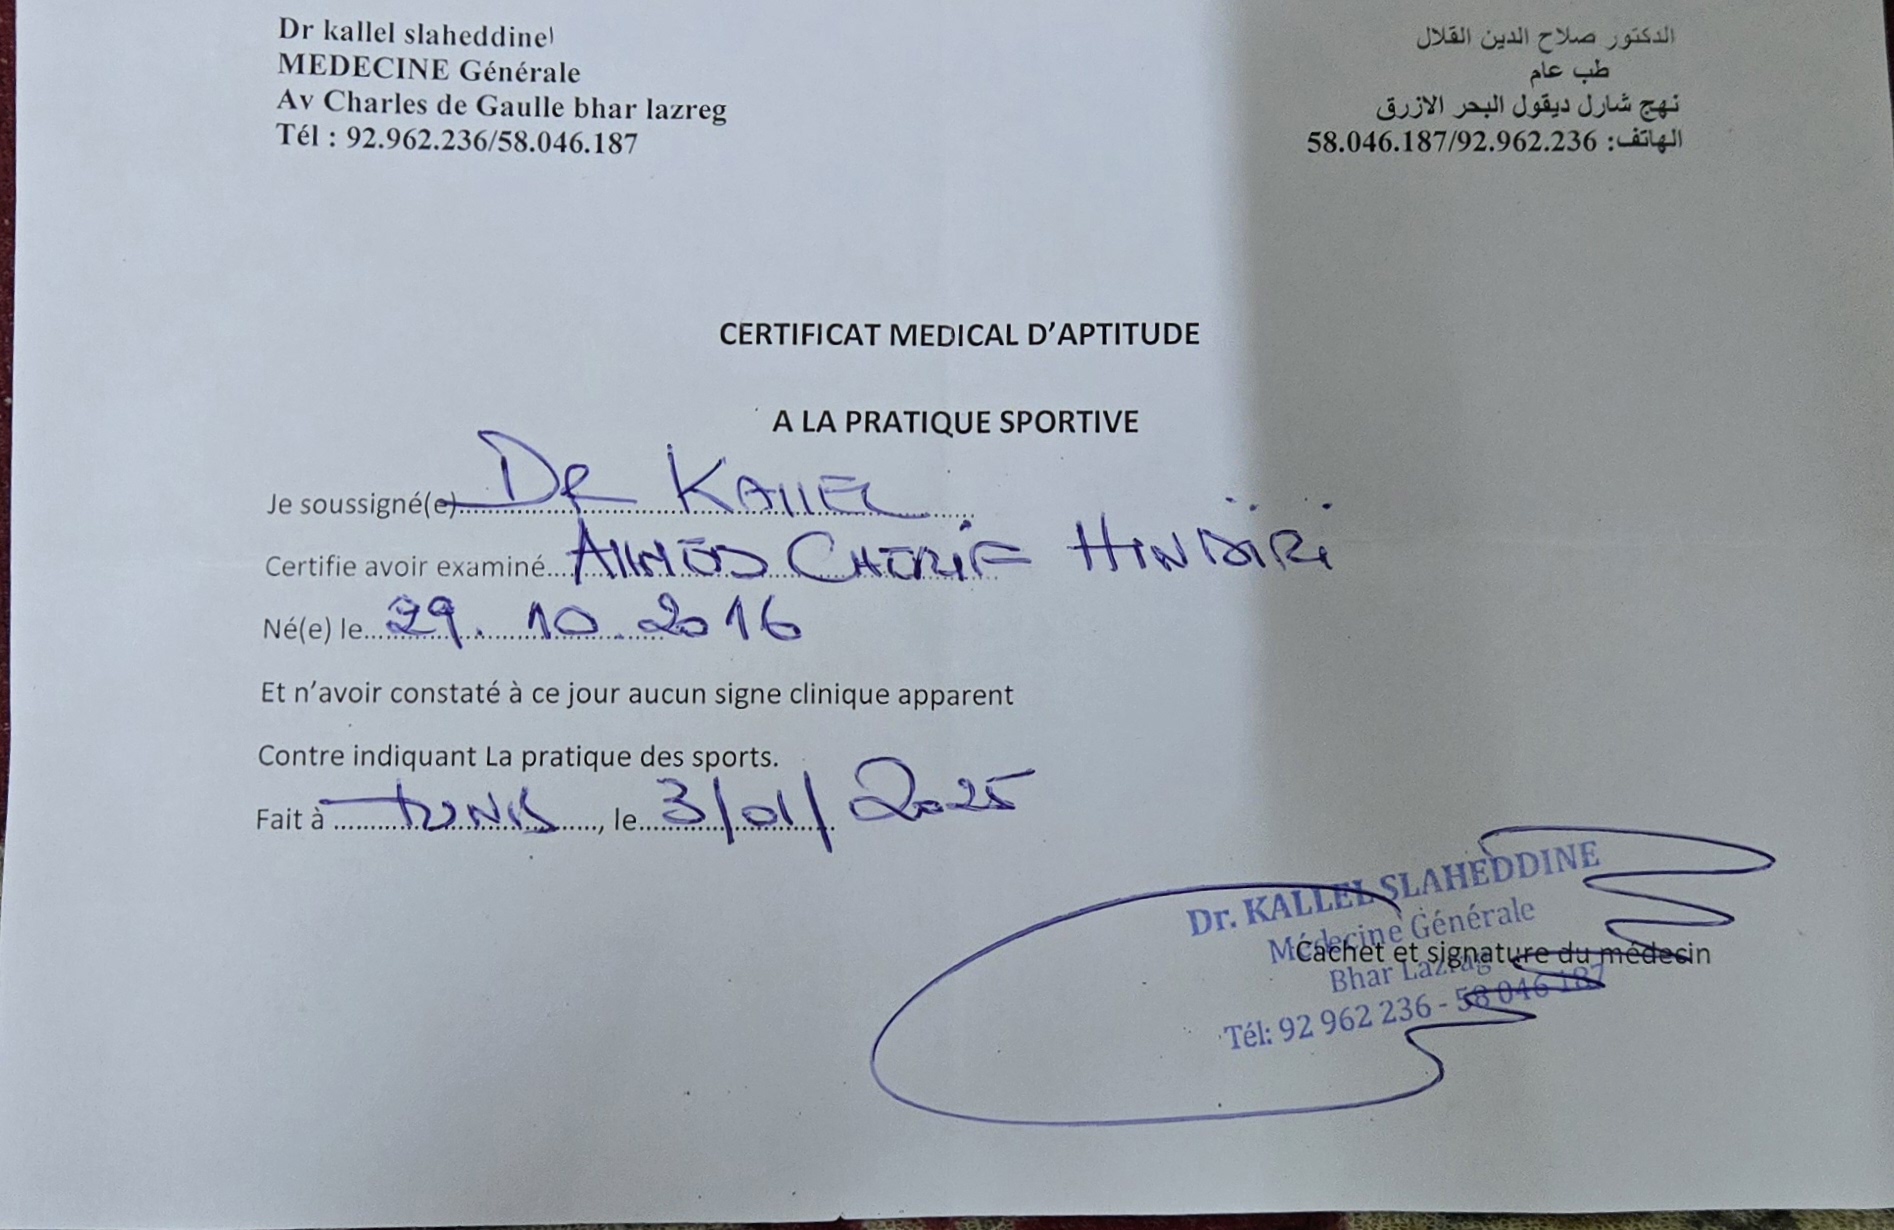 Dr kallel slaheddine
MEDECINE Générale
Av Charles de Gaulle bhar lazreg
Tél : 92.962.236/58.046.187
الدكتور صلاح الدين القلال
طب عام
نهج شارل ديقول البحر الازرق
الهاتف: 58.046.187/92.962.236
CERTIFICAT MEDICAL D’APTITUDE
A LA PRATIQUE SPORTIVE
Je soussigné(e) DR KALLEL
Certifie avoir examiné AHMED CHERIF HINDIRI
Né(e) le 29. 10. 2016
Et n’avoir constaté à ce jour aucun signe clinique apparent
Contre indiquant La pratique des sports.
Fait à TUNIS, le 3/01/2025
Dr. KALLEL SLAHEDDINE
Médecine Générale
Cachet et signature du médecin
Bhar Lazreg
Tél: 92 962 236 - 58 046 187